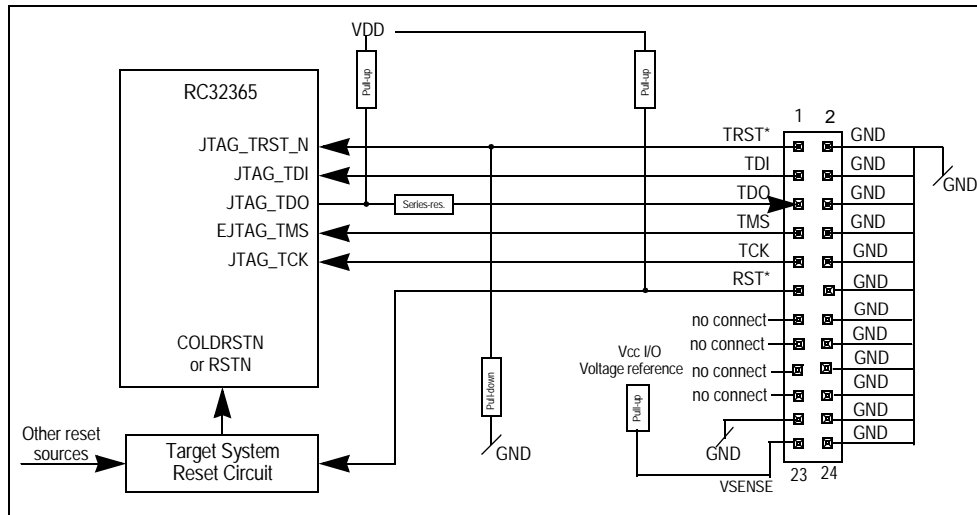 VDD
RC32365
Pull-up
Pull-up
1 2
JTAG_TRST_N
TRST*
GND
JTAG_TDI
TDI
GND
GND
JTAG_TDO
Series-res.
TDO
GND
EJTAG_TMS
TMS
GND
JTAG_TCK
TCK
GND
RST*
GND
no connect
GND
no connect
GND
COLDRSTN
or RSTN
Vcc I/O
Voltage reference
no connect
GND
no connect
GND
Pull-down
Pull-up
GND
GND
GND
GND
Other reset
sources
Target System
Reset Circuit
VSENSE
23 24